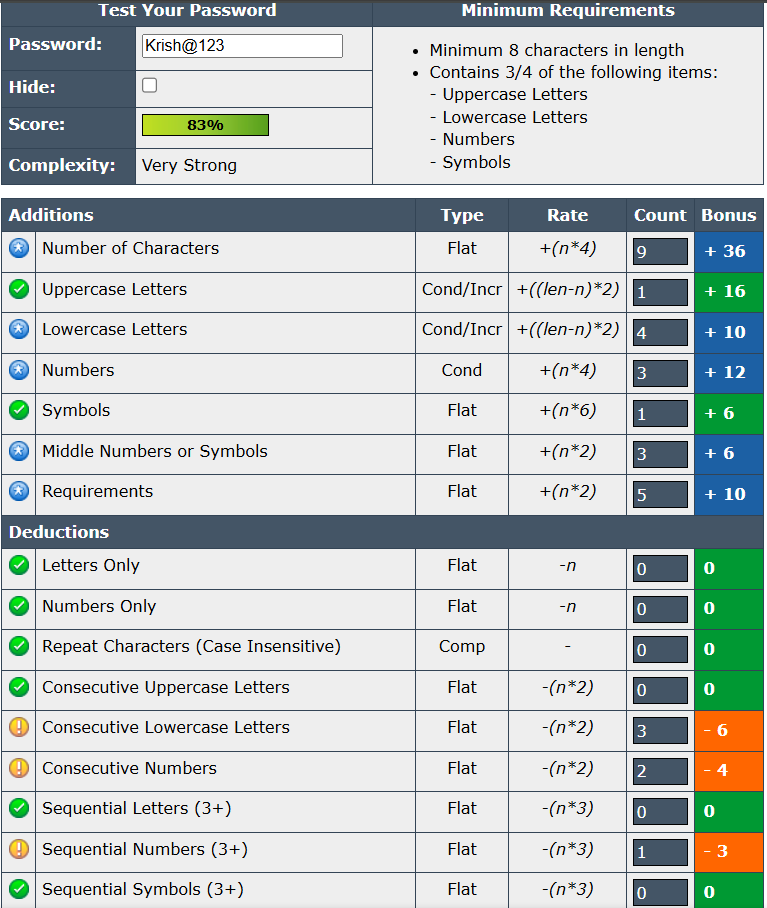 Test Your Password Minimum Requirements
Password: Krish@123
• Minimum 8 characters in length
• Contains 3/4 of the following items:
- Uppercase Letters
- Lowercase Letters
- Numbers
- Symbols
Hide:
Score: 83%
Complexity: Very Strong
Additions Type Rate Count Bonus
Number of Characters Flat +(n*4) 9 + 36
Uppercase Letters Cond/Incr +((len-n)*2) 1 + 16
Lowercase Letters Cond/Incr +((len-n)*2) 4 + 10
Numbers Cond +(n*4) 3 + 12
Symbols Flat +(n*6) 1 + 6
Middle Numbers or Symbols Flat +(n*2) 3 + 6
Requirements Flat +(n*2) 5 + 10
Deductions
Letters Only Flat -n 0 0
Numbers Only Flat -n 0 0
Repeat Characters (Case Insensitive) Comp - 0 0
Consecutive Uppercase Letters Flat -(n*2) 0 0
Consecutive Lowercase Letters Flat -(n*2) 3 - 6
Consecutive Numbers Flat -(n*2) 2 - 4
Sequential Letters (3+) Flat -(n*3) 0 0
Sequential Numbers (3+) Flat -(n*3) 1 - 3
Sequential Symbols (3+) Flat -(n*3) 0 0